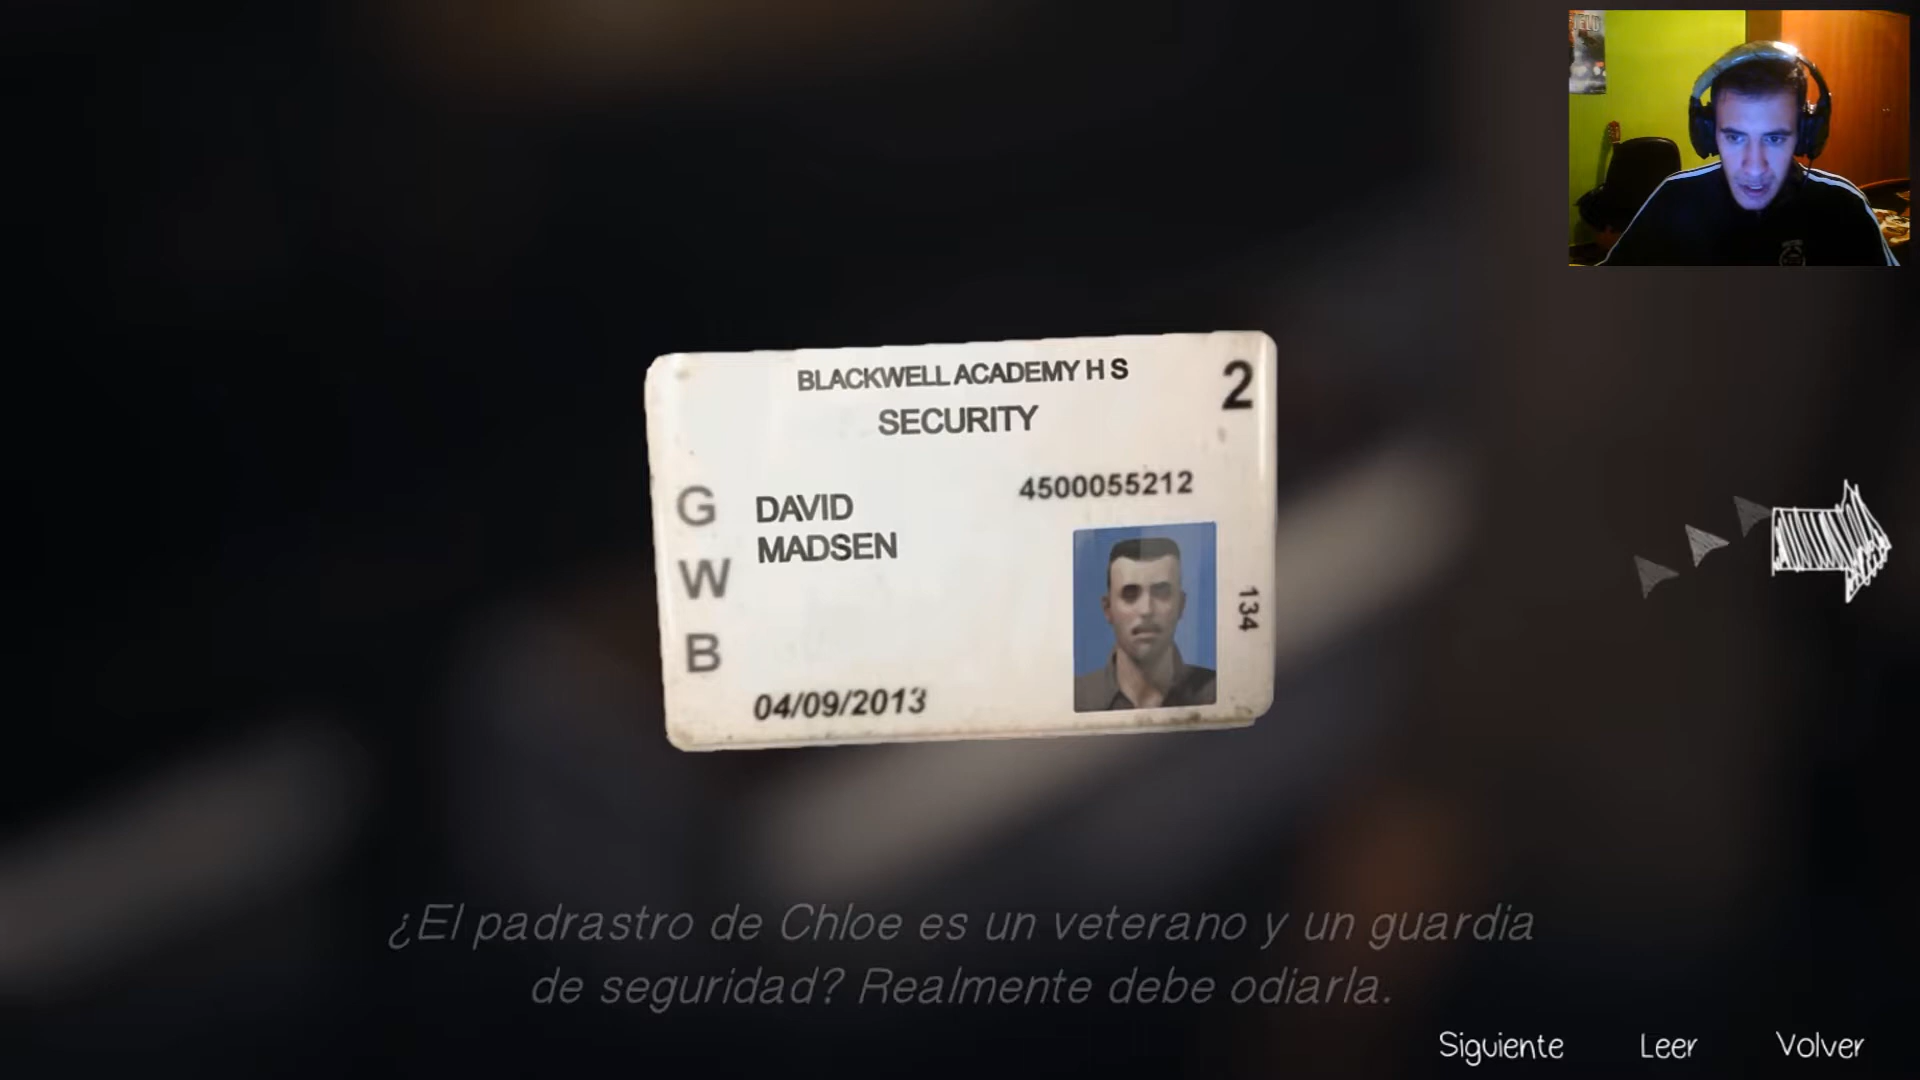 BLACKWELL ACADEMY H S
2
SECURITY
4500055212
G
DAVID
MADSEN
W
134
B
04/09/2013
¿El padrastro de Chloe es un veterano y un guardia
de seguridad? Realmente debe odiarla.
Siguiente
Leer
Volver